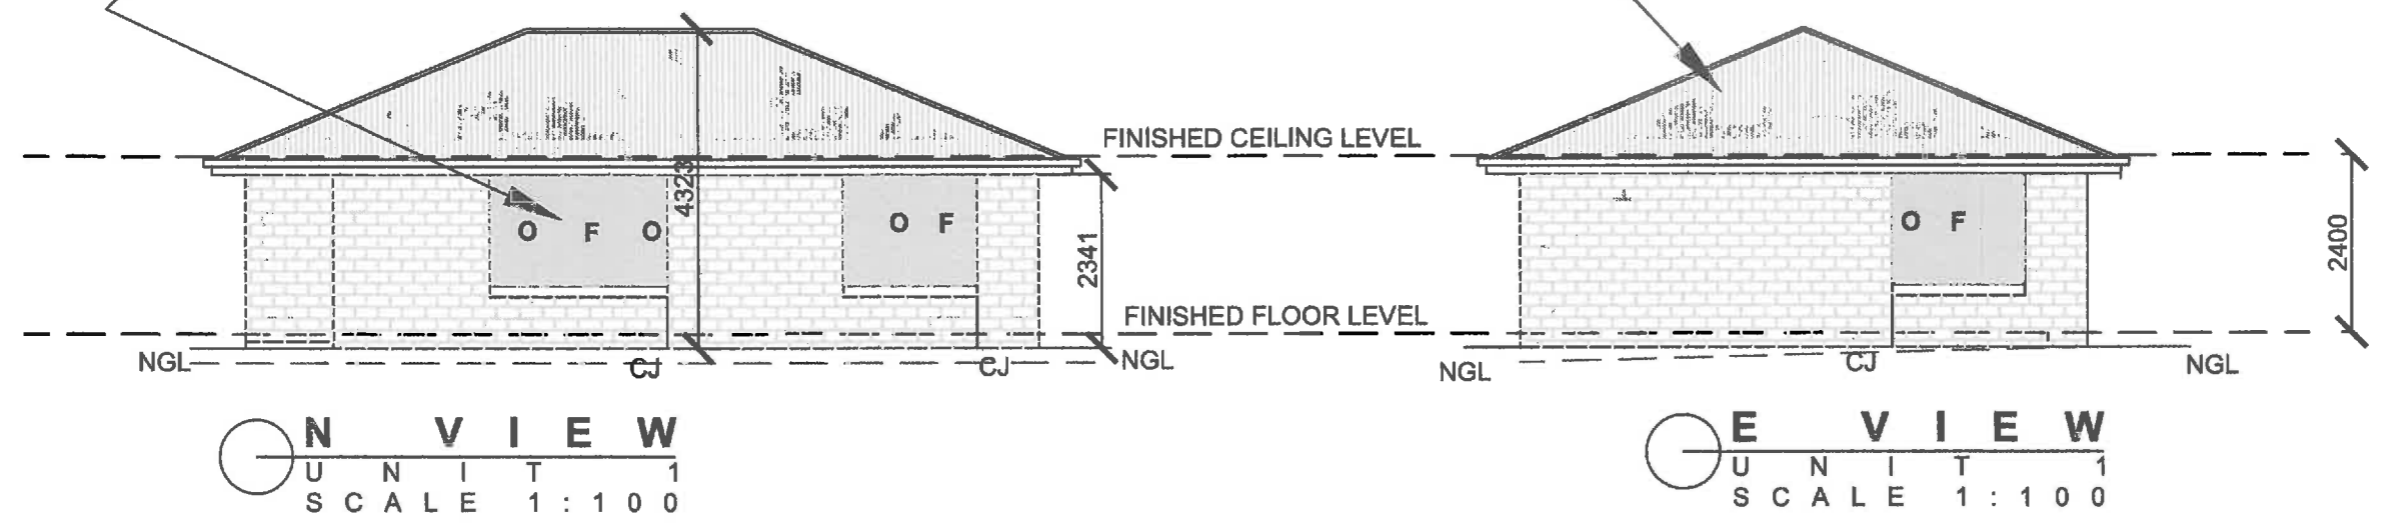 FINISHED CEILING LEVEL
4323
O F O
O F
O F
2341
2400
FINISHED FLOOR LEVEL
NGL
CJ
CJ
NGL
NGL
CJ
NGL
N VIEW
UNIT 1
SCALE 1:100
E VIEW
UNIT 1
SCALE 1:100